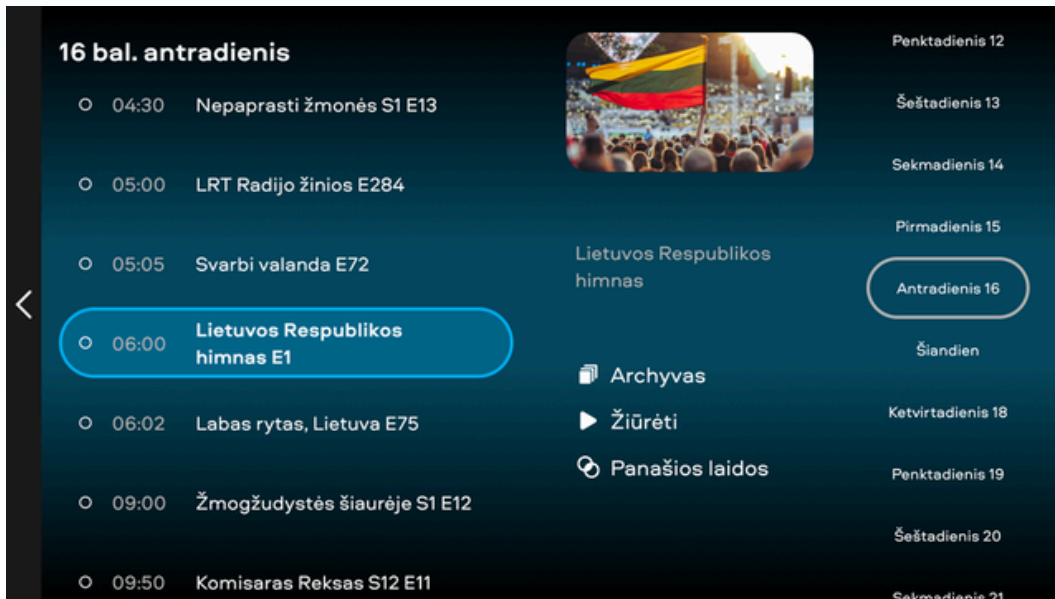 16 bal. antradienis
04:30 Nepaprasti žmonės S1 E13
05:00 LRT Radijo žinios E284
05:05 Svarbi valanda E72
06:00 Lietuvos Respublikos
himnas E1
06:02 Labas rytas, Lietuva E75
09:00 Žmogžudystės šiaurėje S1 E12
09:50 Komisaras Reksas S12 E11
Lietuvos Respublikos
himnas
Archyvas
Žiūrėti
Panašios laidos
Penktadienis 12
Šeštadienis 13
Sekmadienis 14
Pirmadienis 15
Antradienis 16
Šiandien
Ketvirtadienis 18
Penktadienis 19
Šeštadienis 20
Sekmadienis 21